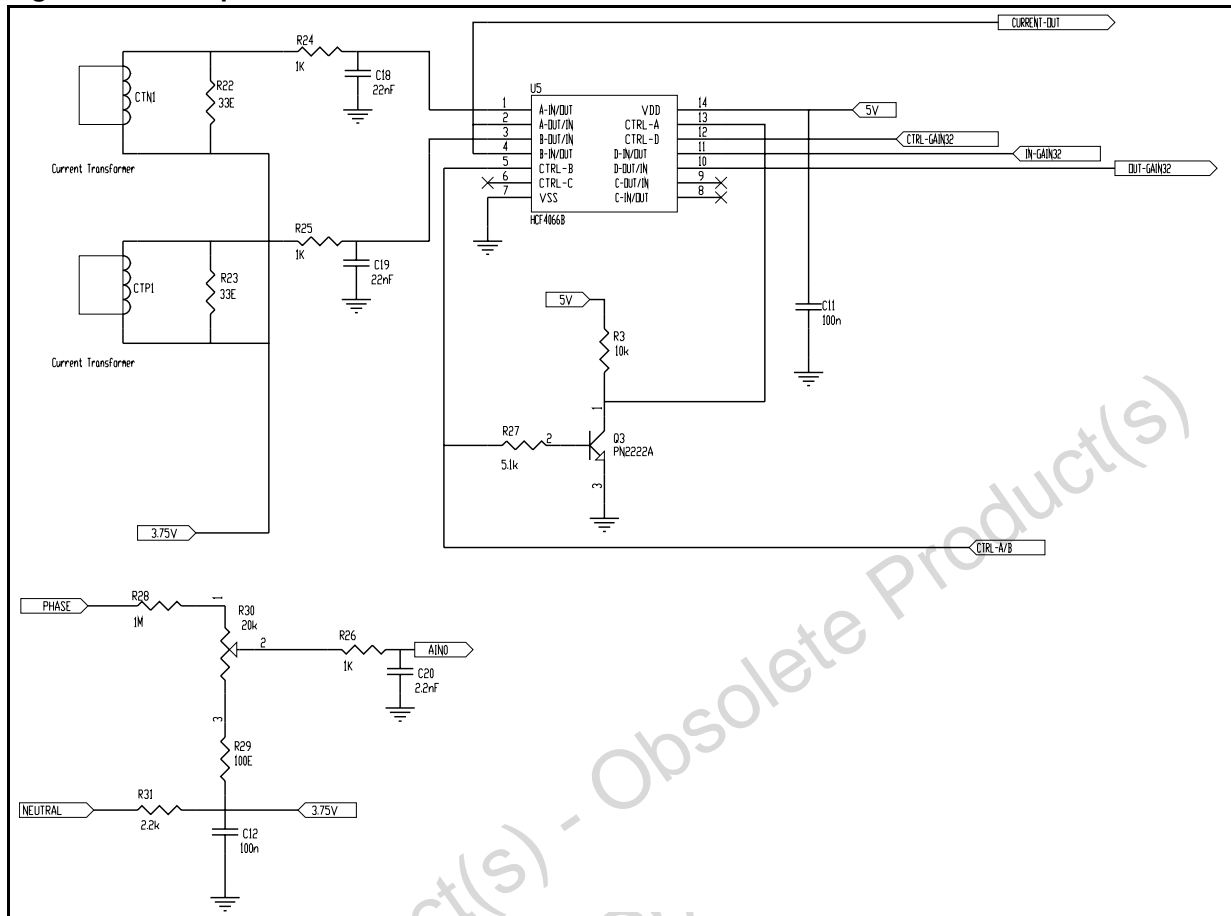 CURRENT-OUT
R24
1K
C18
22nF
CTN1
R22
33E
Current Transformer
U5
1 A-IN/OUT VDD 14
2 A-OUT/IN CTRL-A 13
3 B-OUT/IN CTRL-D 12
4 B-IN/OUT D-IN/OUT 11
5 CTRL-B D-OUT/IN 10
6 CTRL-C C-OUT/IN 9
7 VSS C-IN/OUT 8
HCF4066B
5V
CTRL-GAIN32
IN-GAIN32
OUT-GAIN32
R25
1K
C19
22nF
CTP1
R23
33E
Current Transformer
5V
R3
10k
C11
100n
1
R27
5.1k
2
Q3
PN2222A
3
3.75V
CTRL-A/B
PHASE
R28
1M
1
R30
20k
2
R26
1K
AIN0
C20
2.2nF
3
R29
100E
NEUTRAL
R31
2.2k
3.75V
C12
100n
Product(s) - Obsolete Product(s)